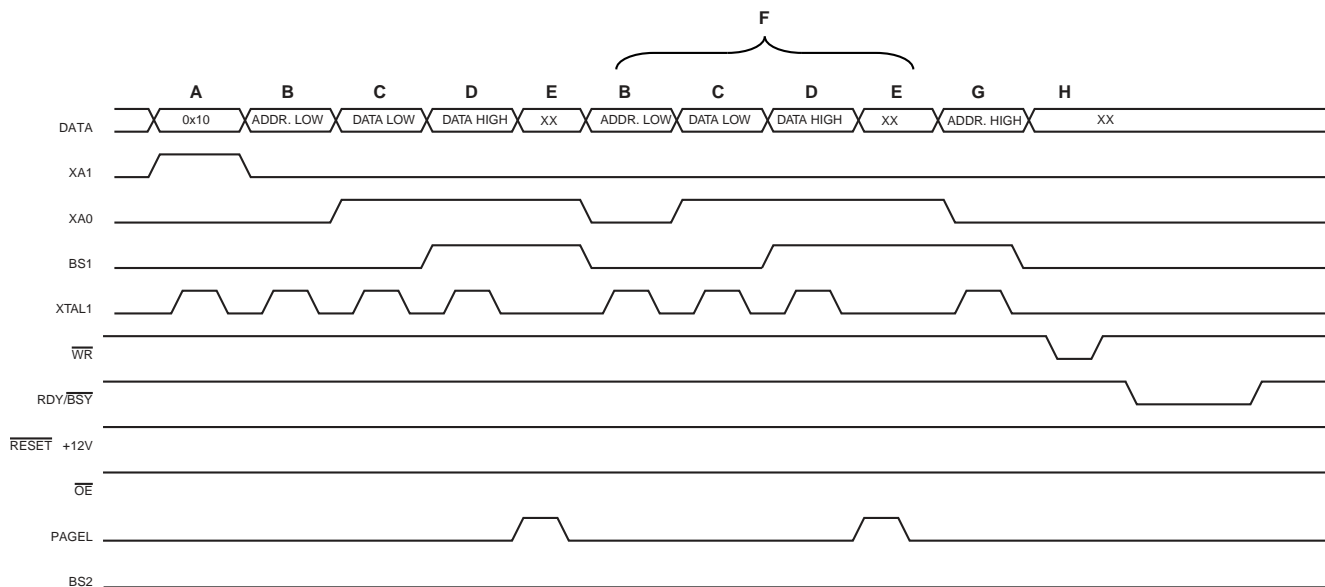 F
A B C D E B C D E G H
DATA 0x10 ADDR. LOW DATA LOW DATA HIGH XX ADDR. LOW DATA LOW DATA HIGH XX ADDR. HIGH XX
XA1
XA0
BS1
XTAL1
WR
RDY/BSY
RESET +12V
OE
PAGEL
BS2